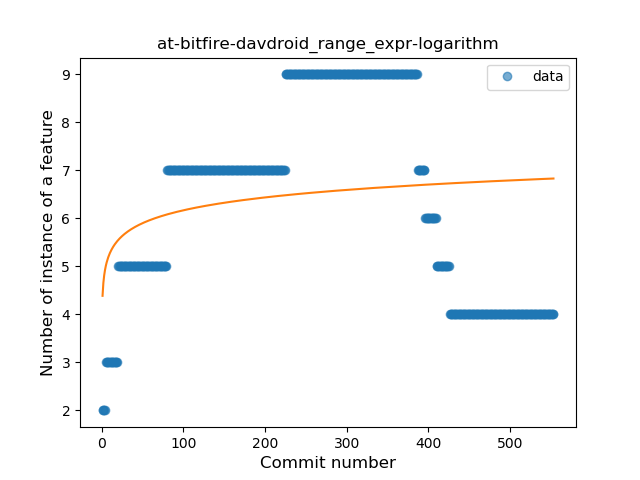 at-bitfire-davdroid_range_expr-logarithm
data
Number of instance of a feature
9
8
7
6
5
4
3
2
0 100 200 300 400 500
Commit number